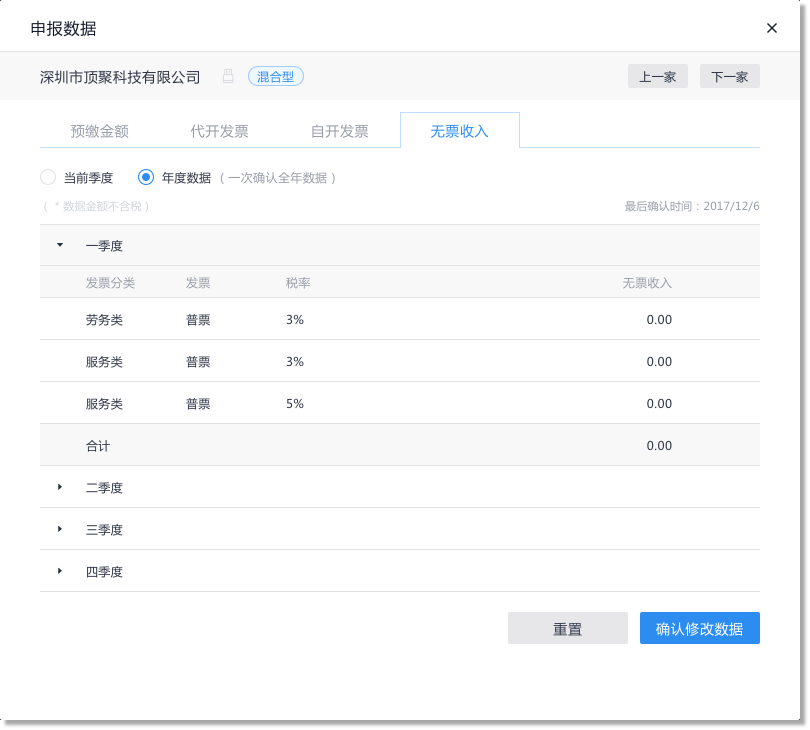 申报数据
深圳市顶聚科技有限公司 混合型 上一家 下一家
预缴金额 代开发票 自开发票 无票收入
当前季度 年度数据 ( 一次确认全年数据 )
( * 数据金额不含税 ) 最后确认时间：2017/12/6
一季度
发票分类 发票 税率 无票收入
劳务类 普票 3% 0.00
服务类 普票 3% 0.00
服务类 普票 5% 0.00
合计 0.00
二季度
三季度
四季度
重置 确认修改数据